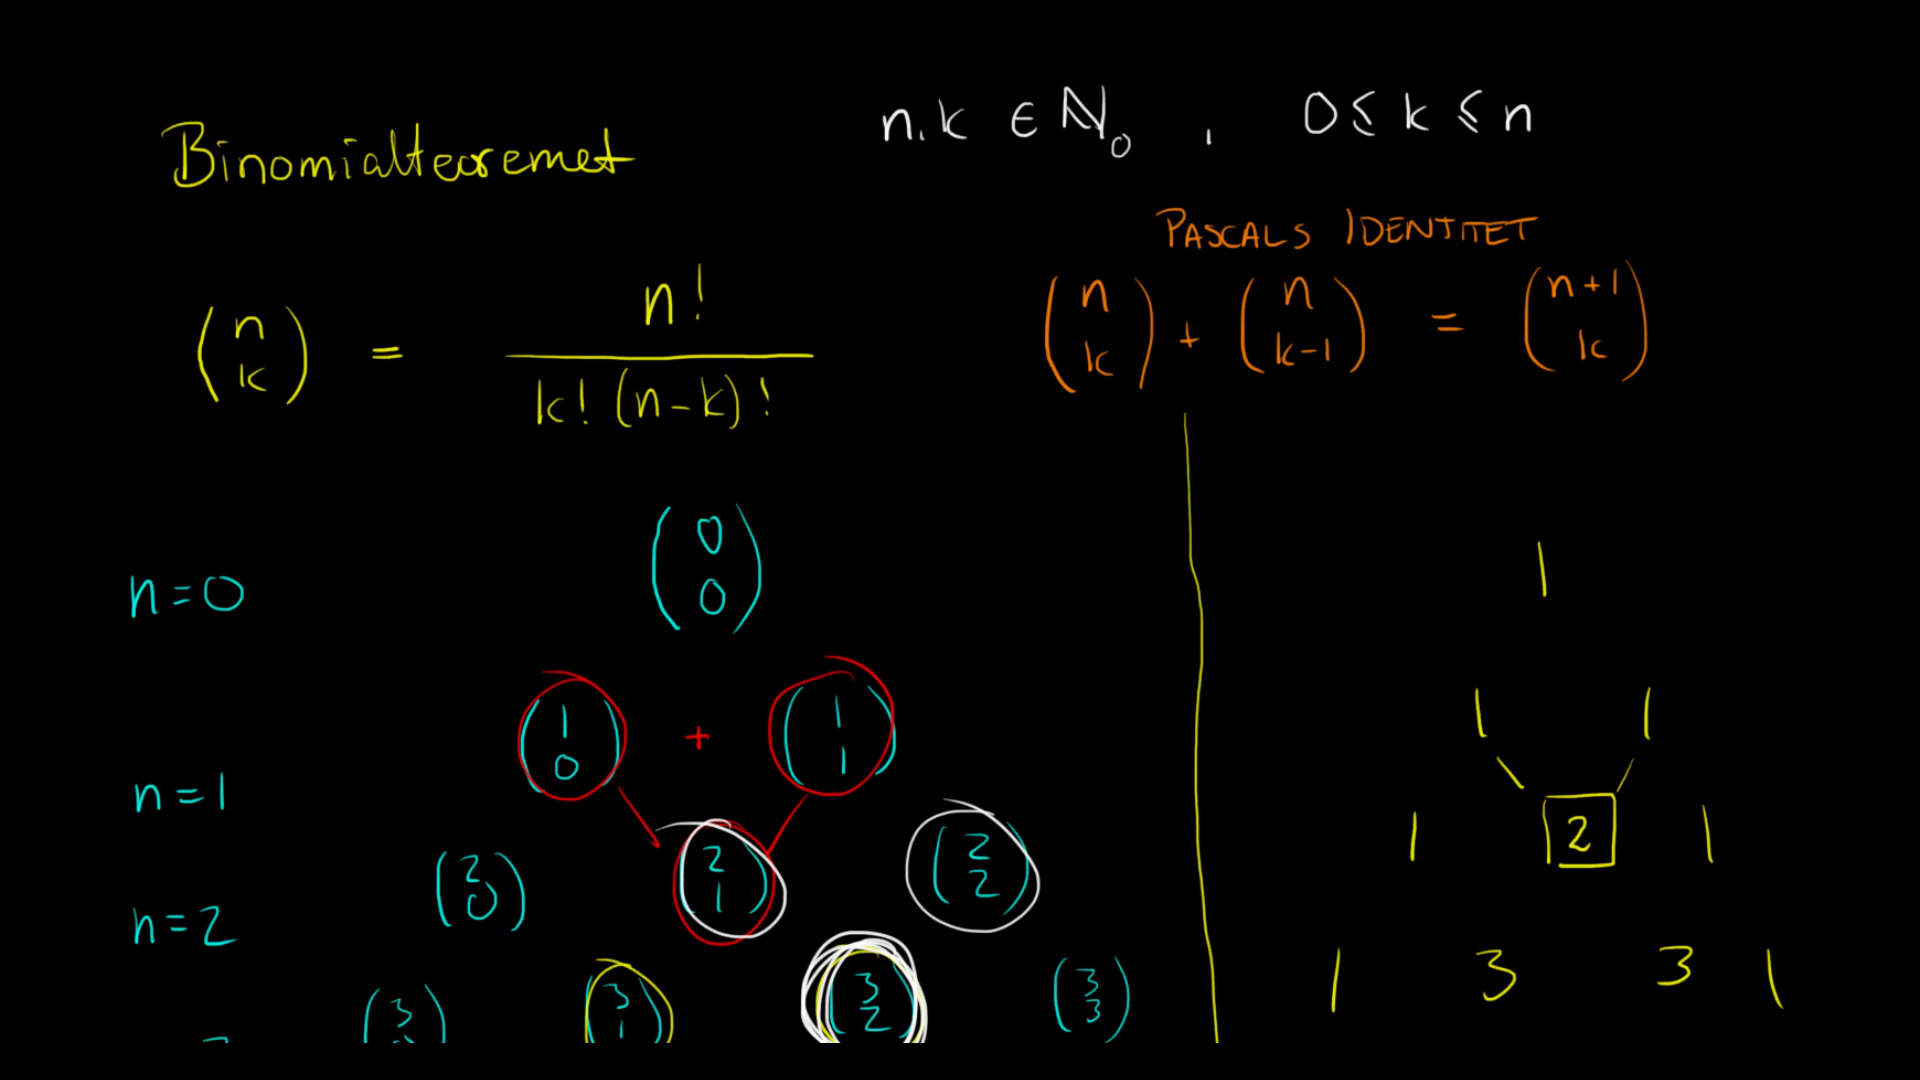 Binomialteoremet
n,k ∈ ℕ₀ , 0 ≤ k ≤ n
PASCALS IDENTITET
(n k) = n! / k! (n-k)!
(n k) + (n k-1) = (n+1 k)
n=0 (0 0)
n=1 (1 0) + (1 1)
n=2 (2 0) (2 1) (2 2)
(3 (3 1) (3 2) (3 3)
1
1 1
1 2 1
1 3 3 1